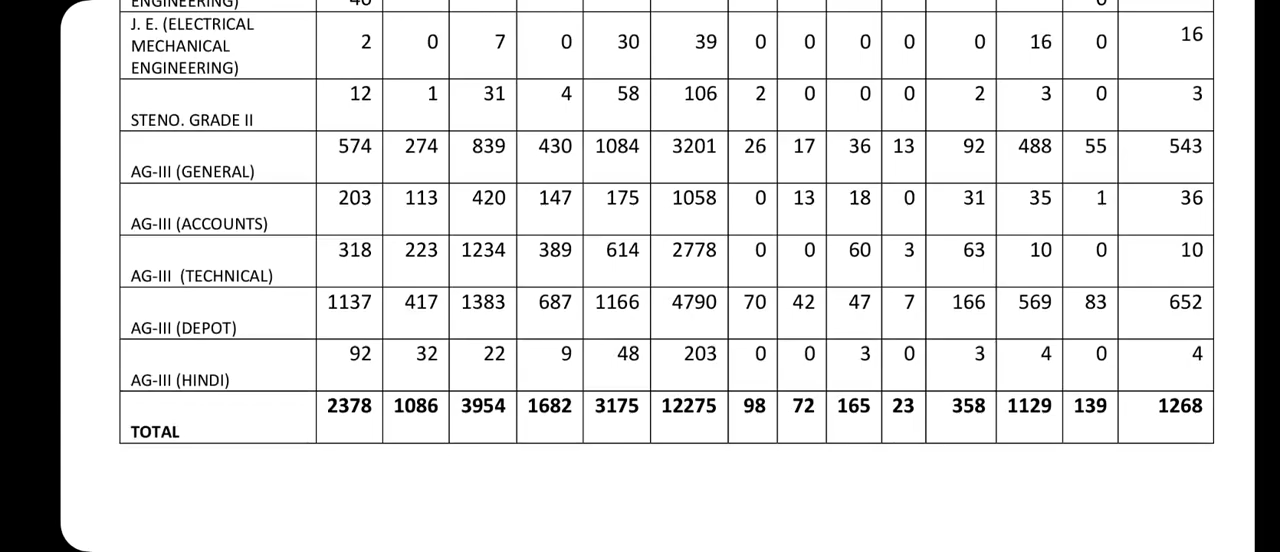 ENGINEERING) 40 0
J. E. (ELECTRICAL
MECHANICAL
ENGINEERING) 2 0 7 0 30 39 0 0 0 0 0 16 0 16
STENO. GRADE II 12 1 31 4 58 106 2 0 0 0 2 3 0 3
AG-III (GENERAL) 574 274 839 430 1084 3201 26 17 36 13 92 488 55 543
AG-III (ACCOUNTS) 203 113 420 147 175 1058 0 13 18 0 31 35 1 36
AG-III (TECHNICAL) 318 223 1234 389 614 2778 0 0 60 3 63 10 0 10
AG-III (DEPOT) 1137 417 1383 687 1166 4790 70 42 47 7 166 569 83 652
AG-III (HINDI) 92 32 22 9 48 203 0 0 3 0 3 4 0 4
TOTAL 2378 1086 3954 1682 3175 12275 98 72 165 23 358 1129 139 1268